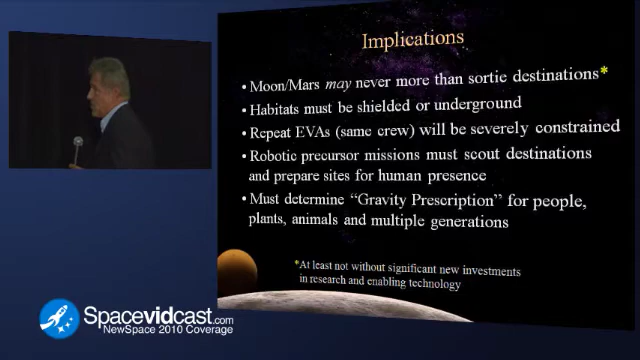 Implications
• Moon/Mars may never more than sortie destinations*
• Habitats must be shielded or underground
• Repeat EVAs (same crew) will be severely constrained
• Robotic precursor missions must scout destinations
and prepare sites for human presence
• Must determine “Gravity Prescription” for people,
plants, animals and multiple generations
*At least not without significant new investments
in research and enabling technology
Spacevidcast.com
NewSpace 2010 Coverage